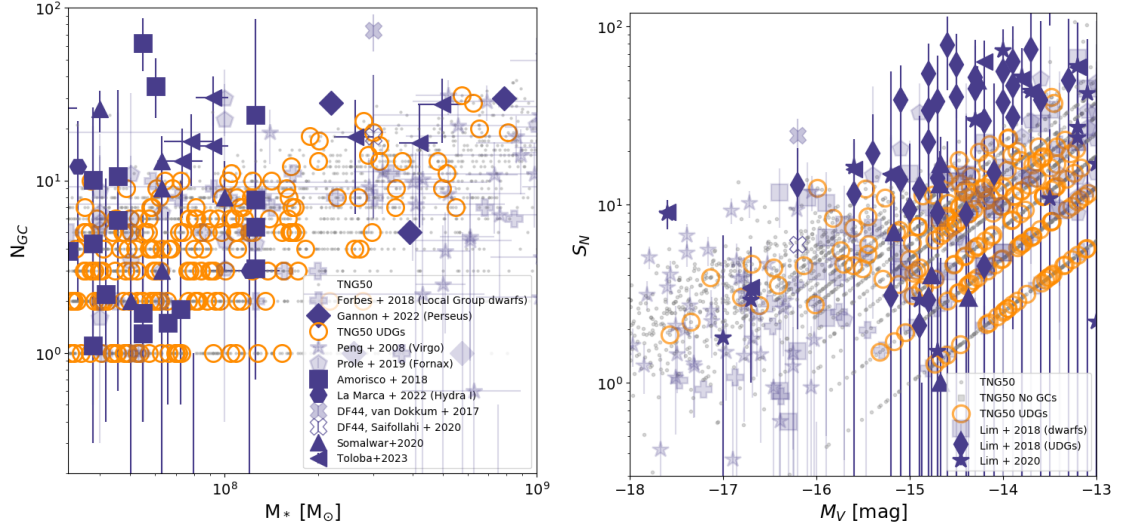 10²
10¹
10⁰
N_GC
10⁸
10⁹
M* [M⊙]
TNG50
Forbes + 2018 (Local Group dwarfs)
Gannon + 2022 (Perseus)
TNG50 UDGs
Peng + 2008 (Virgo)
Prole + 2019 (Fornax)
Amorisco + 2018
La Marca + 2022 (Hydra I)
DF44, van Dokkum + 2017
DF44, Saifollahi + 2020
Somalwar+2020
Toloba+2023
10²
10¹
10⁰
S_N
-18
-17
-16
-15
-14
-13
M_V [mag]
TNG50
TNG50 No GCs
TNG50 UDGs
Lim + 2018 (dwarfs)
Lim + 2018 (UDGs)
Lim + 2020